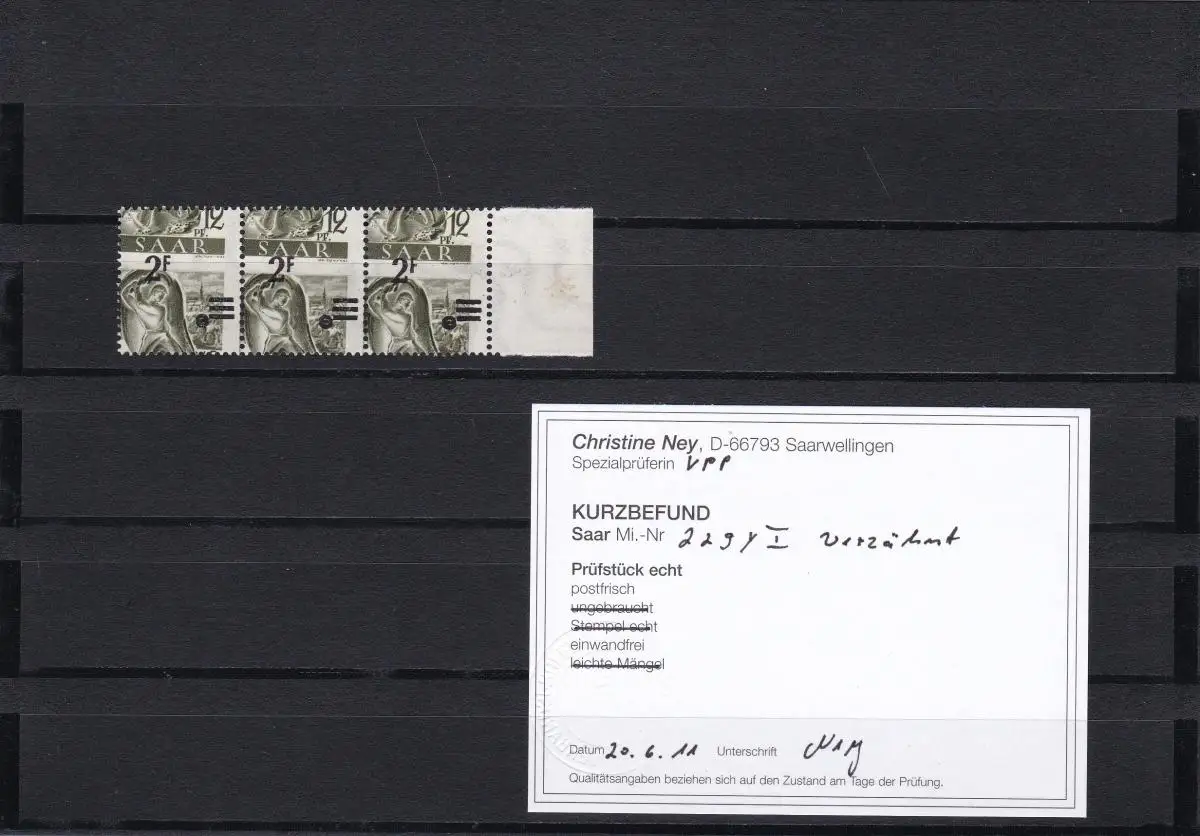 12 12 12
PF. PF. PF.
SAAR SAAR SAAR
2F 2F 2F
Christine Ney, D-66793 Saarwellingen
Spezialprüferin VPP
KURZBEFUND
Saar Mi.-Nr 229 Y I verzähnt
Prüfstück echt
postfrisch
ungebraucht
Stempel echt
einwandfrei
leichte Mängel
Datum 20. 6. 11 Unterschrift Ney
Qualitätsangaben beziehen sich auf den Zustand am Tage der Prüfung.